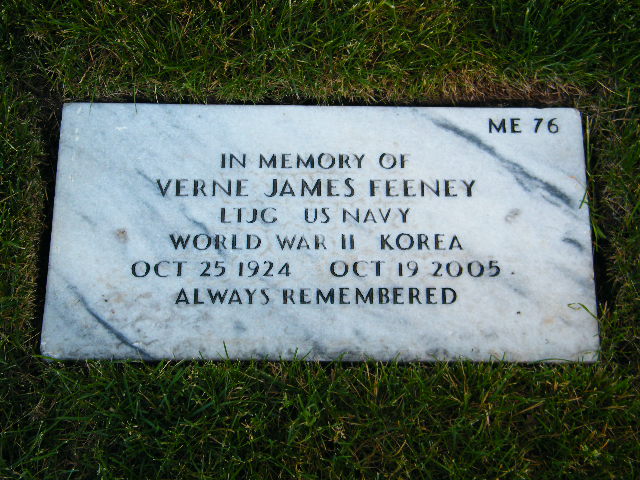 ME 76
IN MEMORY OF
VERNE JAMES FEENEY
LTJG US NAVY
WORLD WAR II KOREA
OCT 25 1924 OCT 19 2005
ALWAYS REMEMBERED